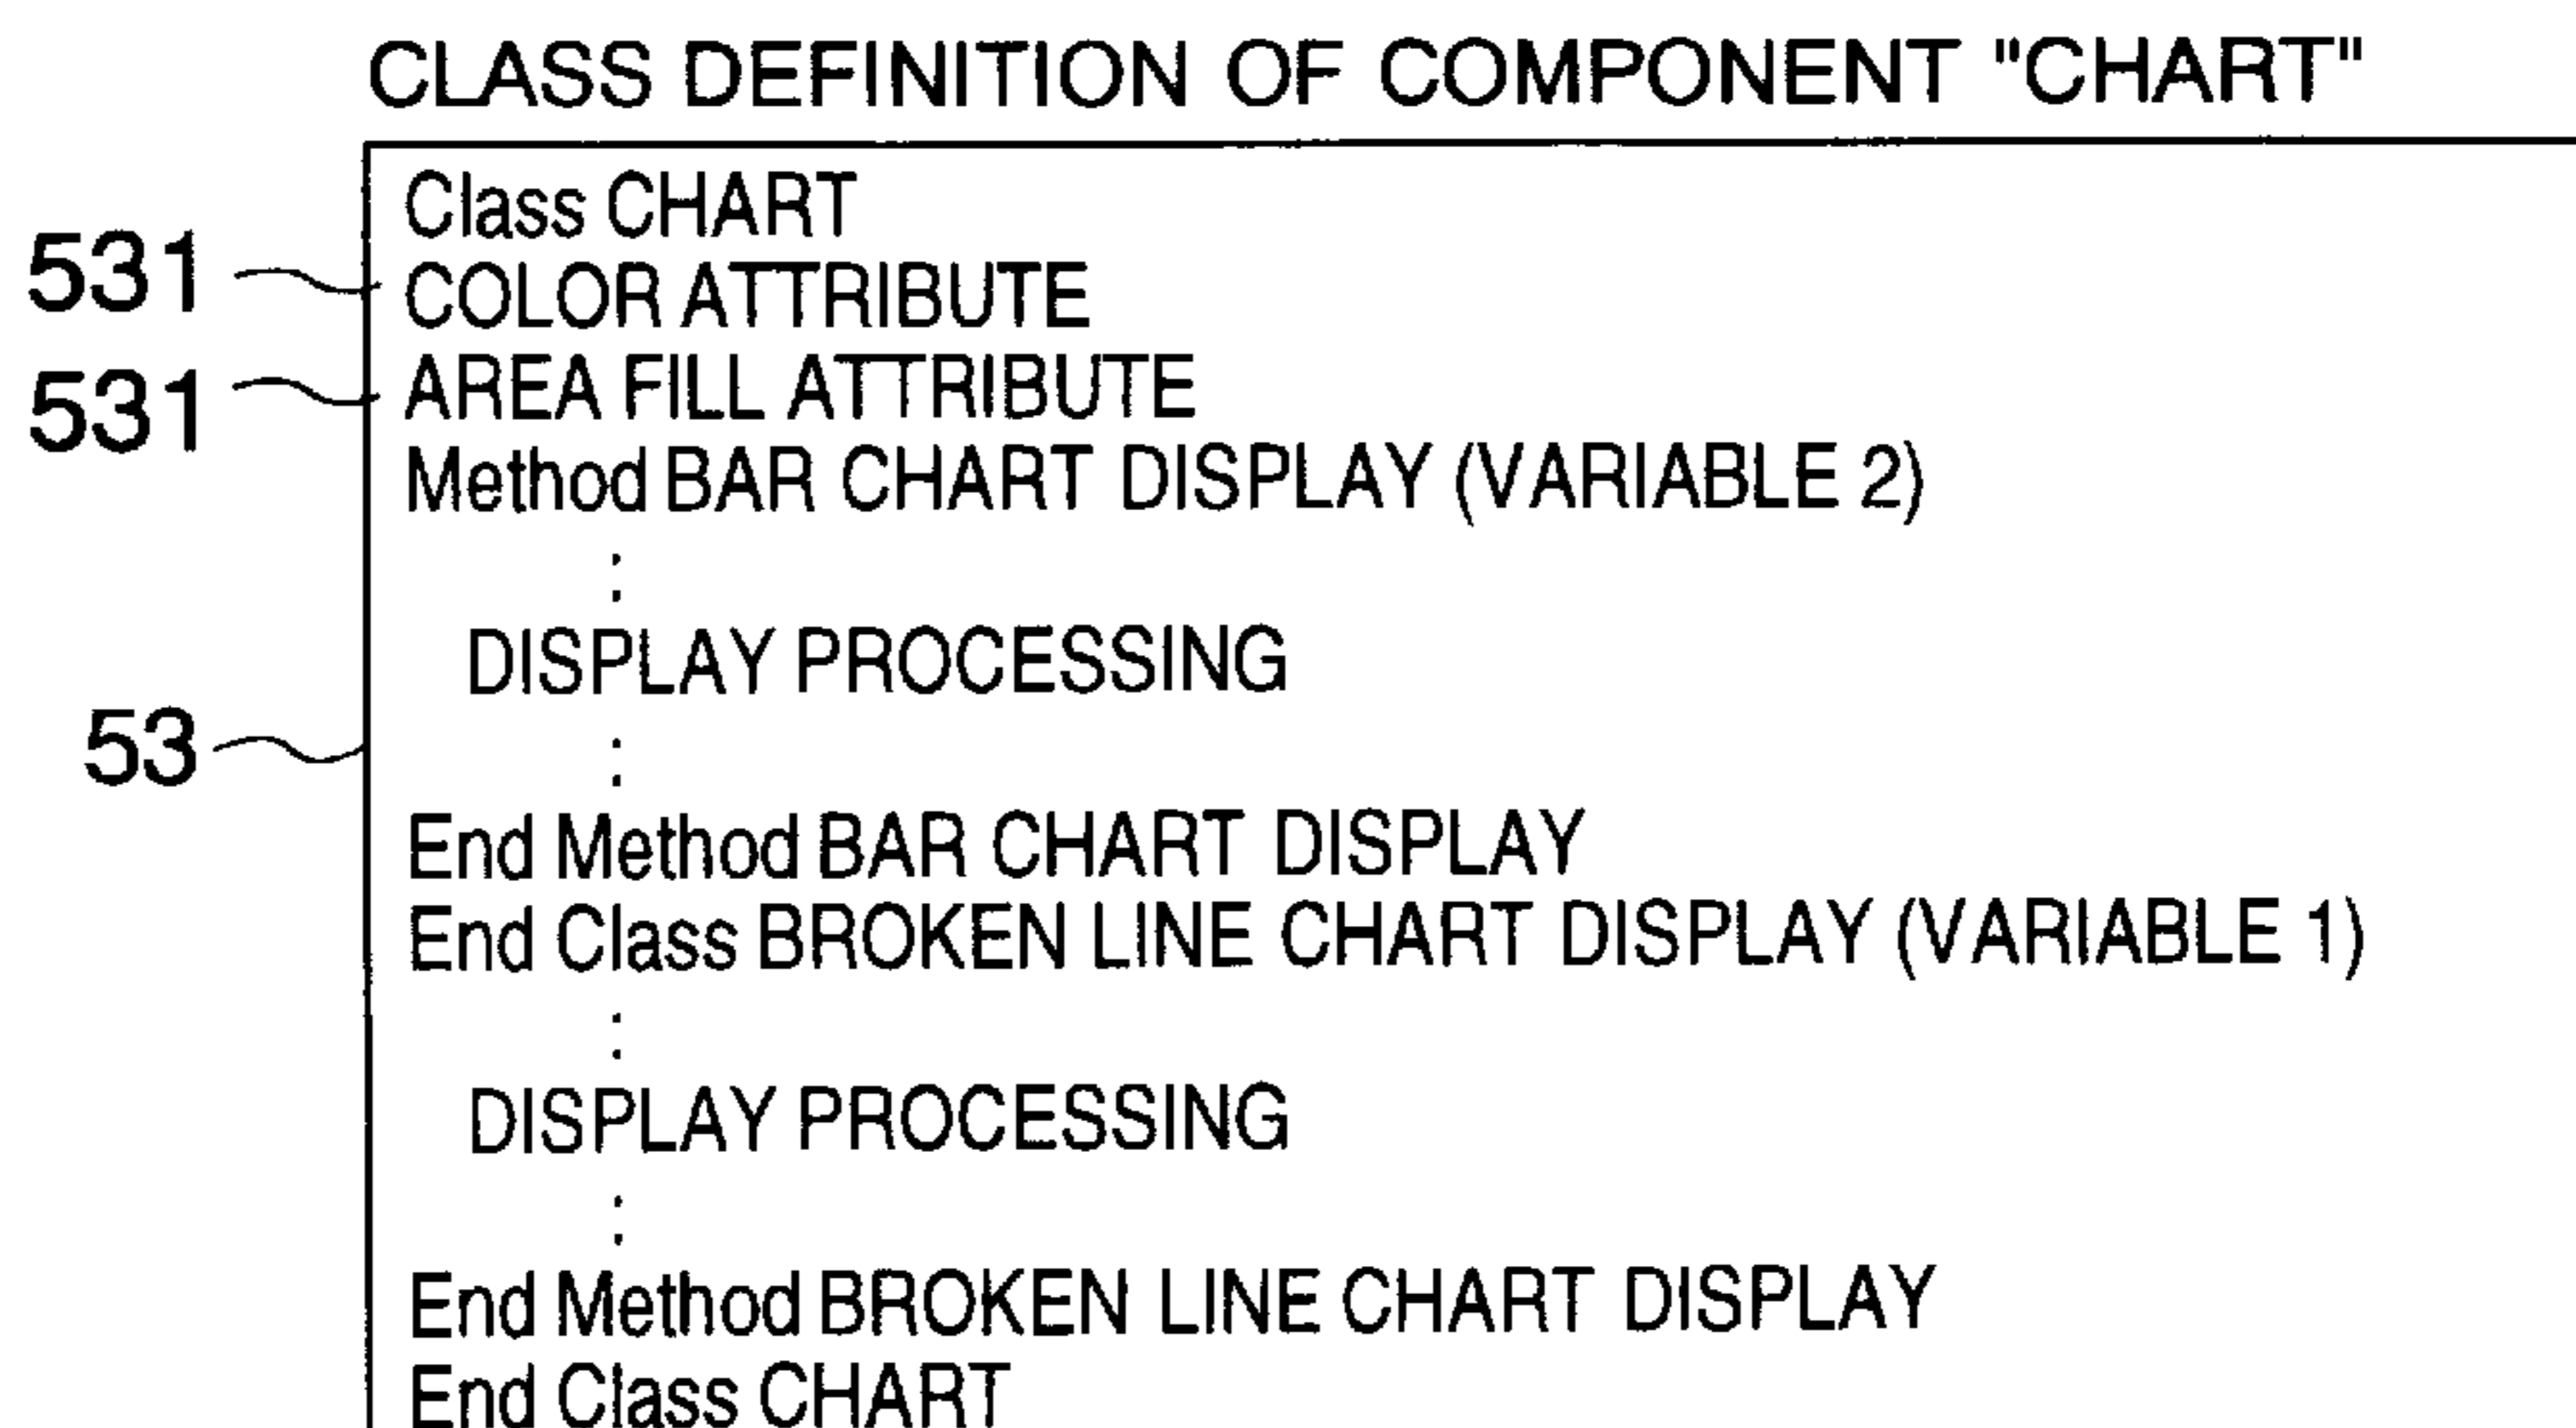 CLASS DEFINITION OF COMPONENT "CHART"
Class CHART
531 COLOR ATTRIBUTE
531 AREA FILL ATTRIBUTE
Method BAR CHART DISPLAY (VARIABLE 2)
:
DISPLAY PROCESSING
53
:
End Method BAR CHART DISPLAY
End Class BROKEN LINE CHART DISPLAY (VARIABLE 1)
:
DISPLAY PROCESSING
:
End Method BROKEN LINE CHART DISPLAY
End Class CHART